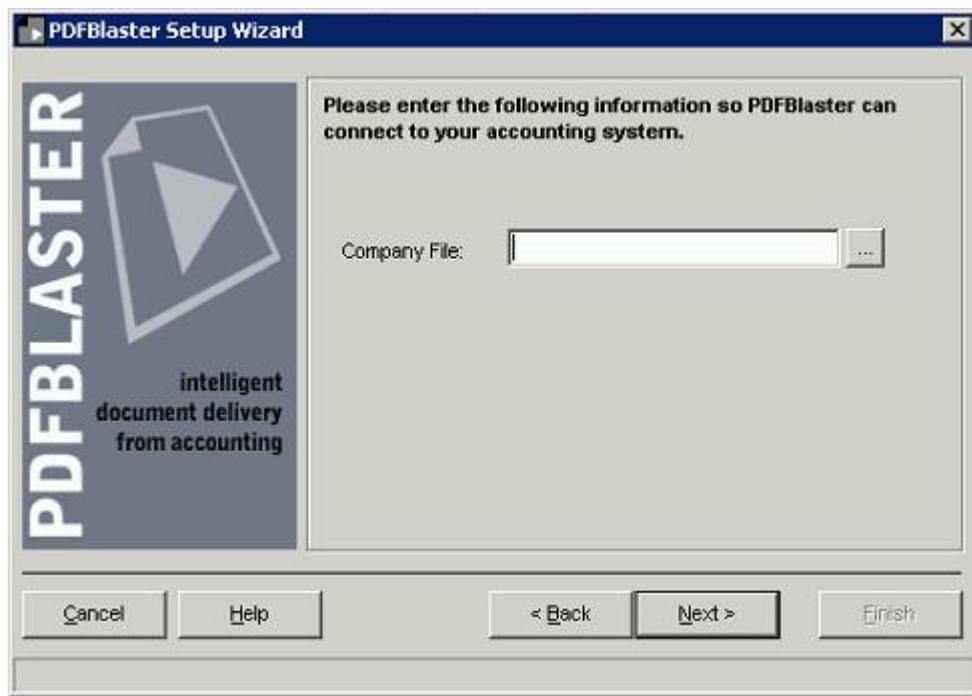 PDFBlaster Setup Wizard
PDFBLASTER
intelligent
document delivery
from accounting
Please enter the following information so PDFBlaster can
connect to your accounting system.
Company File:
...
Cancel
Help
< Back
Next >
Finish